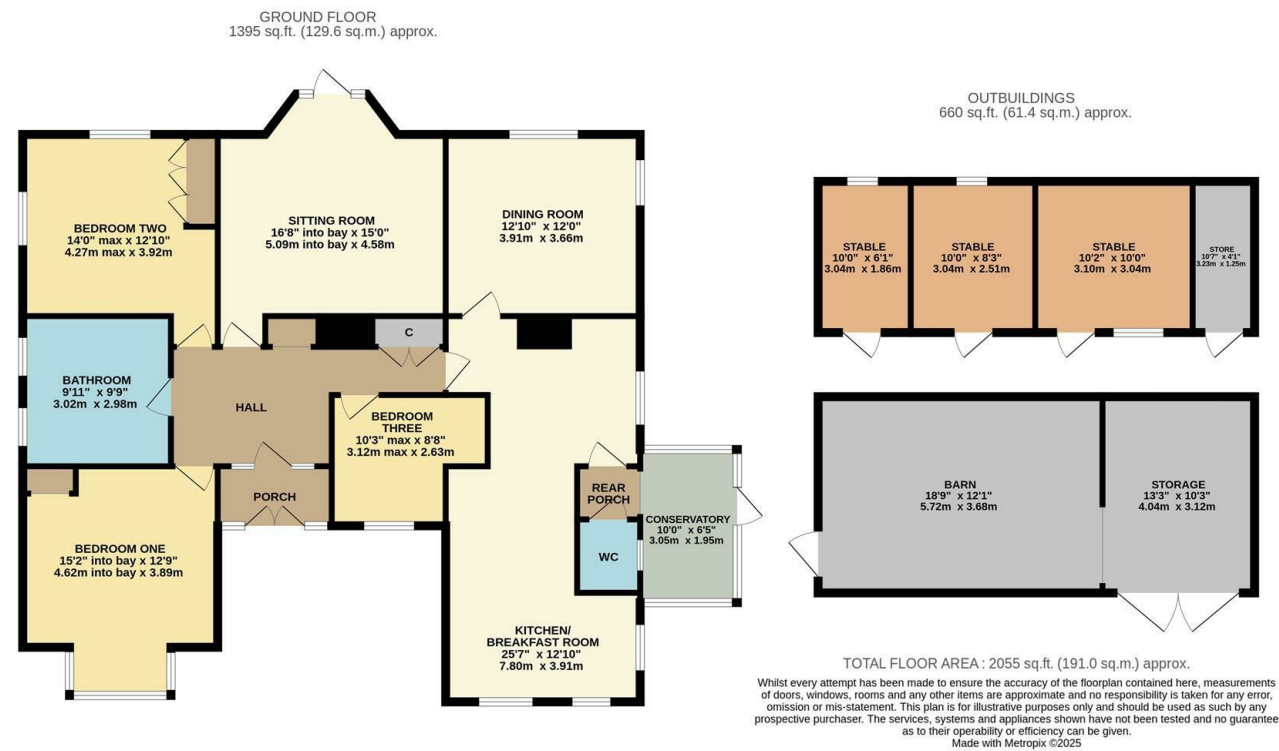 GROUND FLOOR
1395 sq.ft. (129.6 sq.m.) approx.
OUTBUILDINGS
660 sq.ft. (61.4 sq.m.) approx.
BEDROOM TWO
14'0" max x 12'10"
4.27m max x 3.92m
SITTING ROOM
16'8" into bay x 15'0"
5.09m into bay x 4.58m
DINING ROOM
12'10" x 12'0"
3.91m x 3.66m
STABLE
10'0" x 6'1"
3.04m x 1.86m
STABLE
10'0" x 8'3"
3.04m x 2.51m
STABLE
10'2" x 10'0"
3.10m x 3.04m
STORE
10'7" x 4'1"
3.23m x 1.25m
C
BATHROOM
9'11" x 9'9"
3.02m x 2.98m
HALL
BEDROOM
THREE
10'3" max x 8'8"
3.12m max x 2.63m
PORCH
REAR
PORCH
CONSERVATORY
10'0" x 6'5"
3.05m x 1.95m
WC
BARN
18'9" x 12'1"
5.72m x 3.68m
STORAGE
13'3" x 10'3"
4.04m x 3.12m
BEDROOM ONE
15'2" into bay x 12'9"
4.62m into bay x 3.89m
KITCHEN/
BREAKFAST ROOM
25'7" x 12'10"
7.80m x 3.91m
TOTAL FLOOR AREA : 2055 sq.ft. (191.0 sq.m.) approx.
Whilst every attempt has been made to ensure the accuracy of the floorplan contained here, measurements
of doors, windows, rooms and any other items are approximate and no responsibility is taken for any error,
omission or mis-statement. This plan is for illustrative purposes only and should be used as such by any
prospective purchaser. The services, systems and appliances shown have not been tested and no guarantee
as to their operability or efficiency can be given.
Made with Metropix ©2025